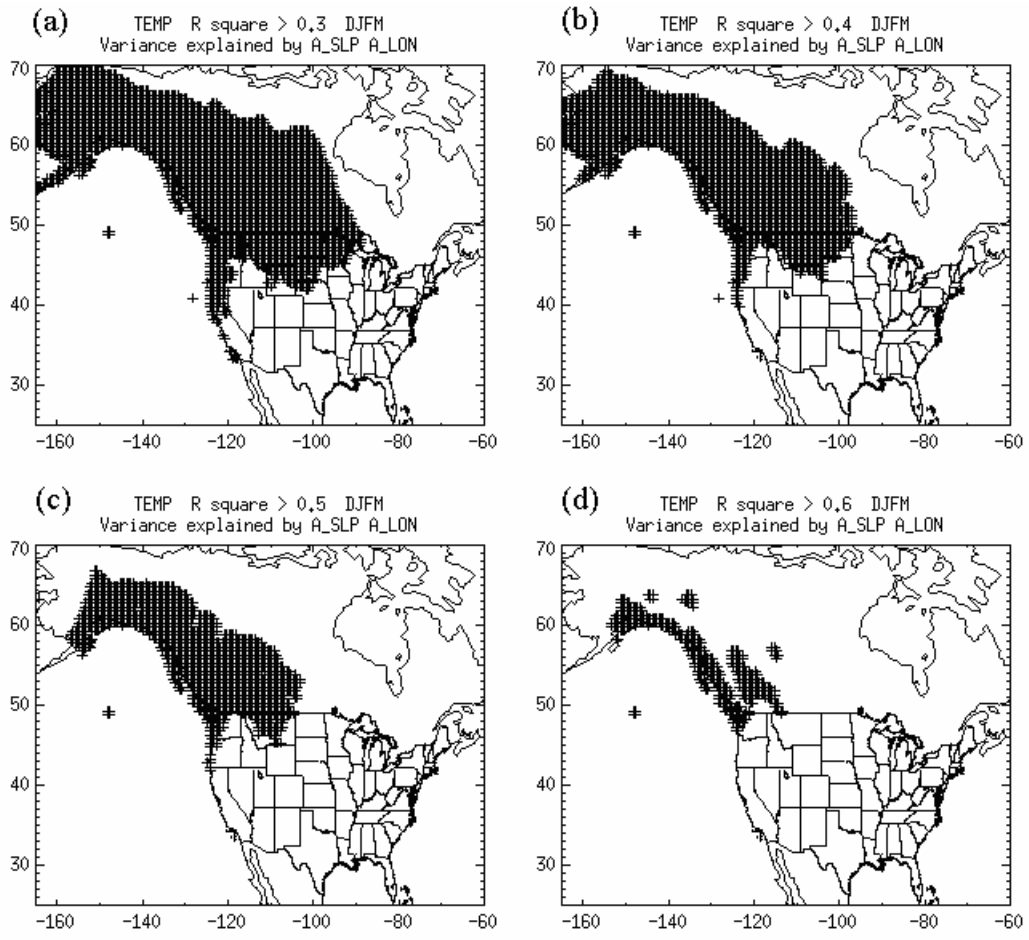 (a)
TEMP R square > 0.3 DJFM
Variance explained by A_SLP A_LON
70
60
50
40
30
-160 -140 -120 -100 -80 -60
(b)
TEMP R square > 0.4 DJFM
Variance explained by A_SLP A_LON
70
60
50
40
30
-160 -140 -120 -100 -80 -60
(c)
TEMP R square > 0.5 DJFM
Variance explained by A_SLP A_LON
70
60
50
40
30
-160 -140 -120 -100 -80 -60
(d)
TEMP R square > 0.6 DJFM
Variance explained by A_SLP A_LON
70
60
50
40
30
-160 -140 -120 -100 -80 -60